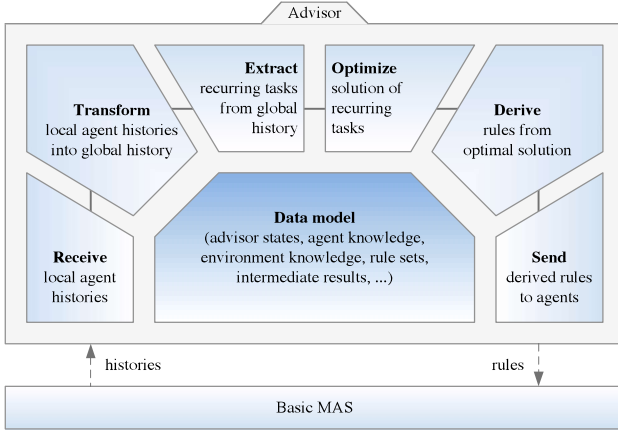 Advisor
Extract
recurring tasks
from global
history
Optimize
solution of
recurring
tasks
Transform
local agent histories
into global history
Derive
rules from
optimal solution
Data model
(advisor states, agent knowledge,
environment knowledge, rule sets,
intermediate results, ...)
Receive
local agent
histories
Send
derived rules
to agents
histories
rules
Basic MAS